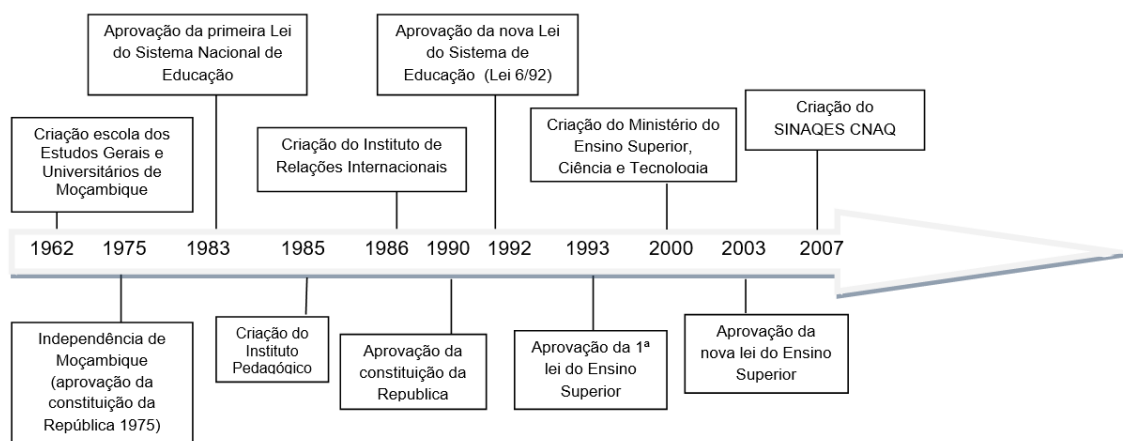 Aprovação da primeira Lei
do Sistema Nacional de
Educação
Aprovação da nova Lei
do Sistema de
Educação (Lei 6/92)
Criação do
SINAQES CNAQ
Criação escola dos
Estudos Gerais e
Universitários de
Moçambique
Criação do Instituto de
Relações Internacionais
Criação do Ministério do
Ensino Superior,
Ciência e Tecnologia
1962 1975 1983 1985 1986 1990 1992 1993 2000 2003 2007
Independência de
Moçambique
(aprovação da
constituição da
República 1975)
Criação do
Instituto
Pedagógico
Aprovação da
constituição da
Republica
Aprovação da 1ª
lei do Ensino
Superior
Aprovação da
nova lei do Ensino
Superior